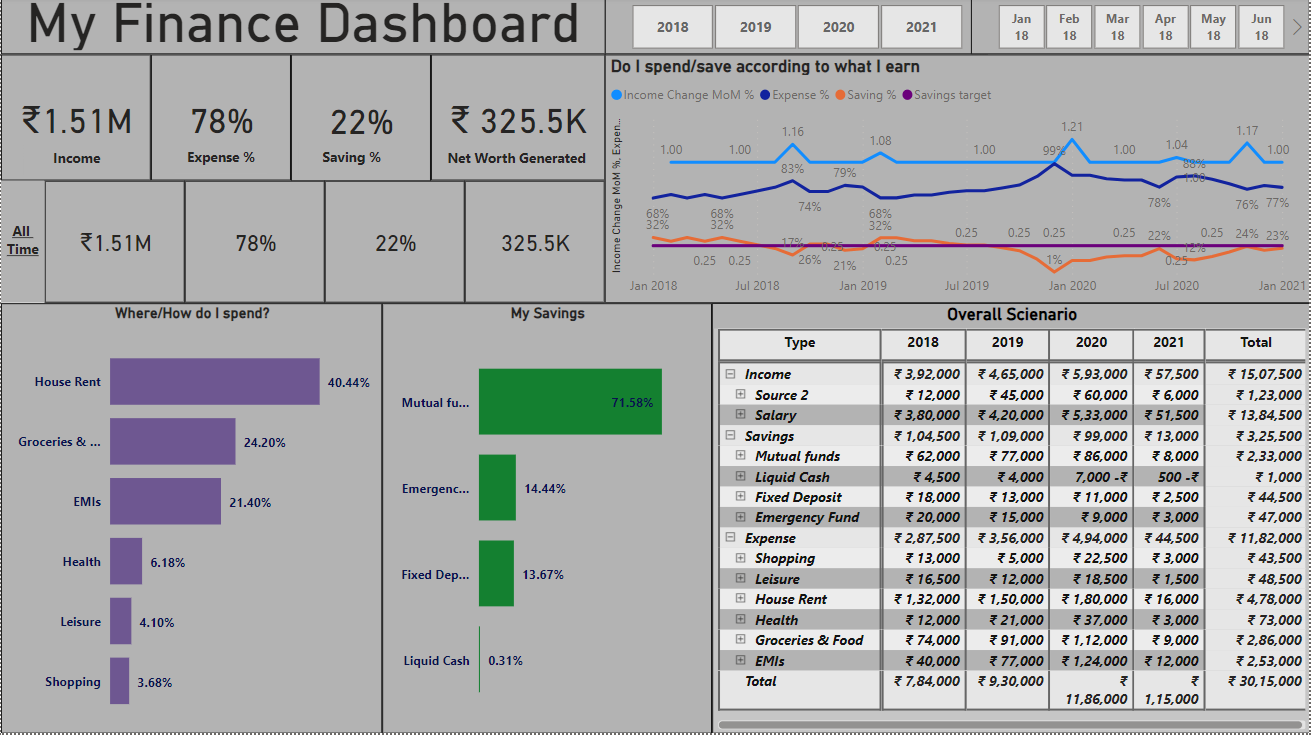 My Finance Dashboard
2018 2019 2020 2021
Jan 18 Feb 18 Mar 18 Apr 18 May 18 Jun 18
₹1.51M
Income
78%
Expense %
22%
Saving %
₹ 325.5K
Net Worth Generated
All Time
₹1.51M
78%
22%
325.5K
Do I spend/save according to what I earn
Income Change MoM % Expense % Saving % Savings target
Income Change MoM %, Expen...
1.00 1.00 1.16 1.08 1.00 1.21 1.00 1.04 1.00 1.17 1.00
68% 68% 83% 74% 79% 68% 99% 78% 88% 76% 77%
32% 32% 17% 26% 21% 32% 1% 22% 12% 24% 23%
0.25 0.25 0.25 0.25 0.25 0.25 0.25 0.25 0.25 0.25 0.25
Jan 2018 Jul 2018 Jan 2019 Jul 2019 Jan 2020 Jul 2020 Jan 2021
Where/How do I spend?
House Rent 40.44%
Groceries & ... 24.20%
EMIs 21.40%
Health 6.18%
Leisure 4.10%
Shopping 3.68%
My Savings
Mutual fu... 71.58%
Emergenc... 14.44%
Fixed Dep... 13.67%
Liquid Cash 0.31%
Overall Scienario
Type 2018 2019 2020 2021 Total
Income ₹ 3,92,000 ₹ 4,65,000 ₹ 5,93,000 ₹ 57,500 ₹ 15,07,500
Source 2 ₹ 12,000 ₹ 45,000 ₹ 60,000 ₹ 6,000 ₹ 1,23,000
Salary ₹ 3,80,000 ₹ 4,20,000 ₹ 5,33,000 ₹ 51,500 ₹ 13,84,500
Savings ₹ 1,04,500 ₹ 1,09,000 ₹ 99,000 ₹ 13,000 ₹ 3,25,500
Mutual funds ₹ 62,000 ₹ 77,000 ₹ 86,000 ₹ 8,000 ₹ 2,33,000
Liquid Cash ₹ 4,500 ₹ 4,000 7,000 -₹ 500 -₹ ₹ 1,000
Fixed Deposit ₹ 18,000 ₹ 13,000 ₹ 11,000 ₹ 2,500 ₹ 44,500
Emergency Fund ₹ 20,000 ₹ 15,000 ₹ 9,000 ₹ 3,000 ₹ 47,000
Expense ₹ 2,87,500 ₹ 3,56,000 ₹ 4,94,000 ₹ 44,500 ₹ 11,82,000
Shopping ₹ 13,000 ₹ 5,000 ₹ 22,500 ₹ 3,000 ₹ 43,500
Leisure ₹ 16,500 ₹ 12,000 ₹ 18,500 ₹ 1,500 ₹ 48,500
House Rent ₹ 1,32,000 ₹ 1,50,000 ₹ 1,80,000 ₹ 16,000 ₹ 4,78,000
Health ₹ 12,000 ₹ 21,000 ₹ 37,000 ₹ 3,000 ₹ 73,000
Groceries & Food ₹ 74,000 ₹ 91,000 ₹ 1,12,000 ₹ 9,000 ₹ 2,86,000
EMIs ₹ 40,000 ₹ 77,000 ₹ 1,24,000 ₹ 12,000 ₹ 2,53,000
Total ₹ 7,84,000 ₹ 9,30,000 ₹ 11,86,000 ₹ 1,15,000 ₹ 30,15,000